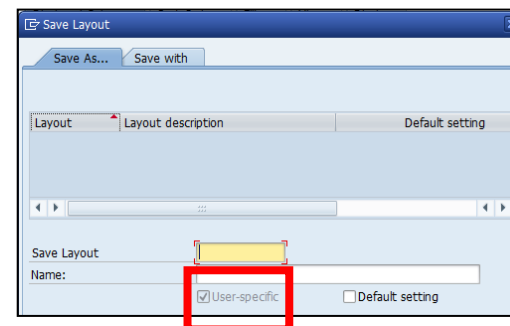 Save Layout
Save As... Save with
Layout Layout description Default setting
Save Layout
Name:
User-specific Default setting